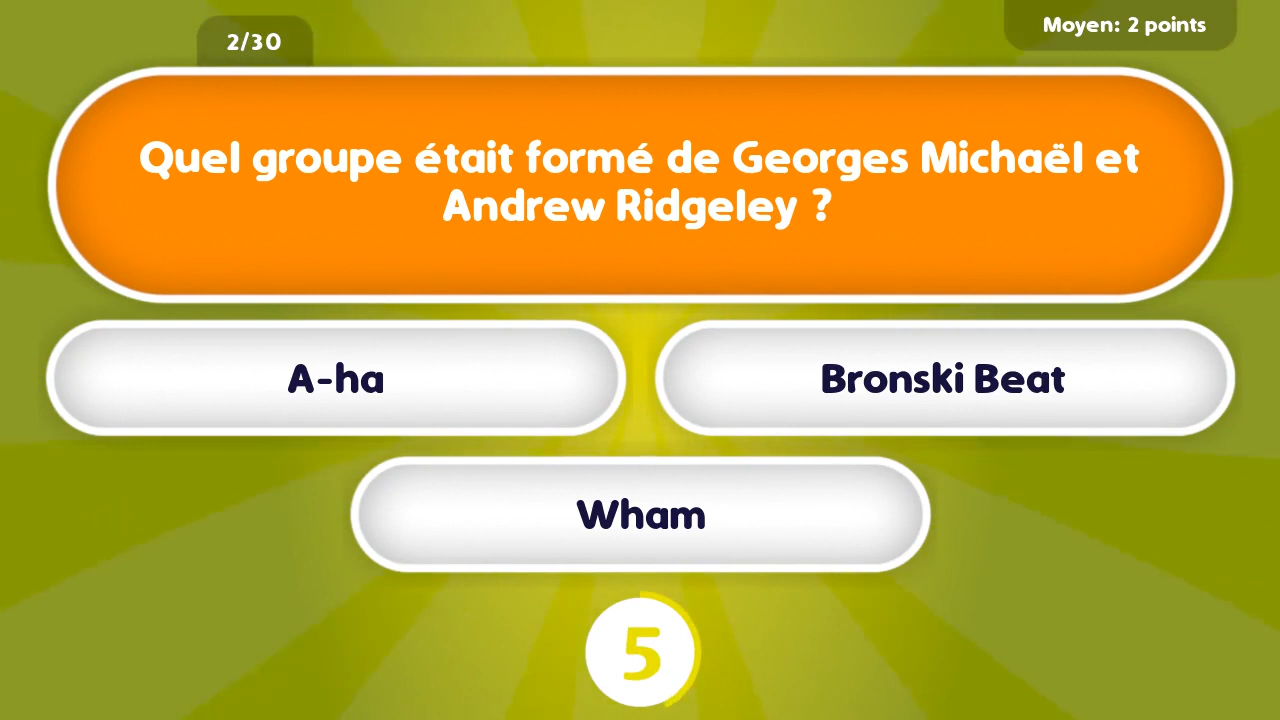 2/30
Moyen: 2 points
Quel groupe était formé de Georges Michaël et
Andrew Ridgeley ?
A-ha
Bronski Beat
Wham
5